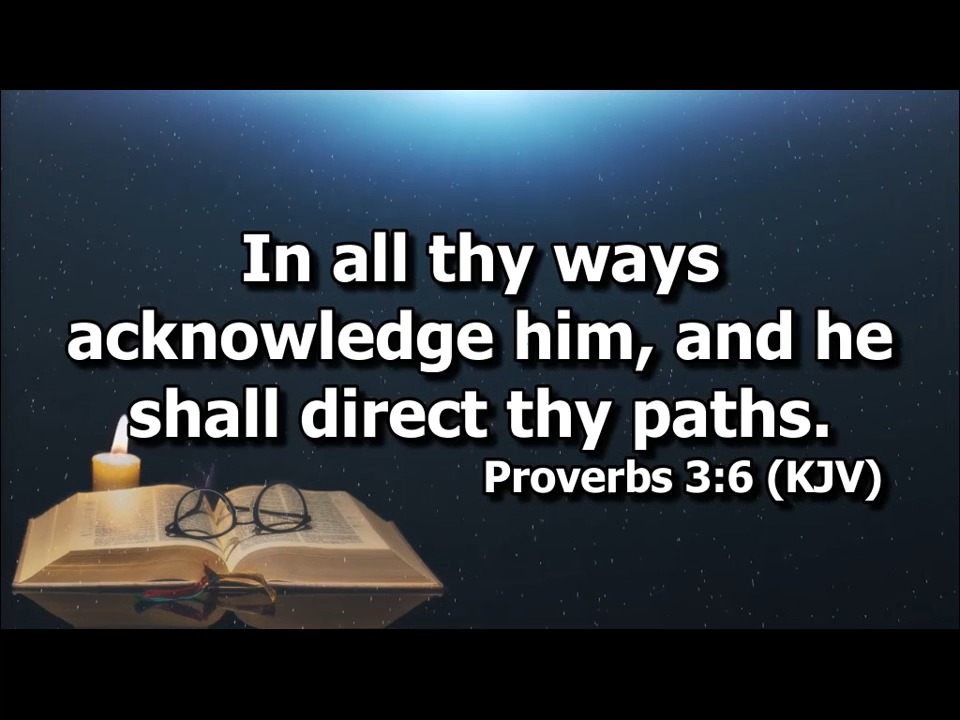 In all thy ways
acknowledge him, and he
shall direct thy paths.
Proverbs 3:6 (KJV)